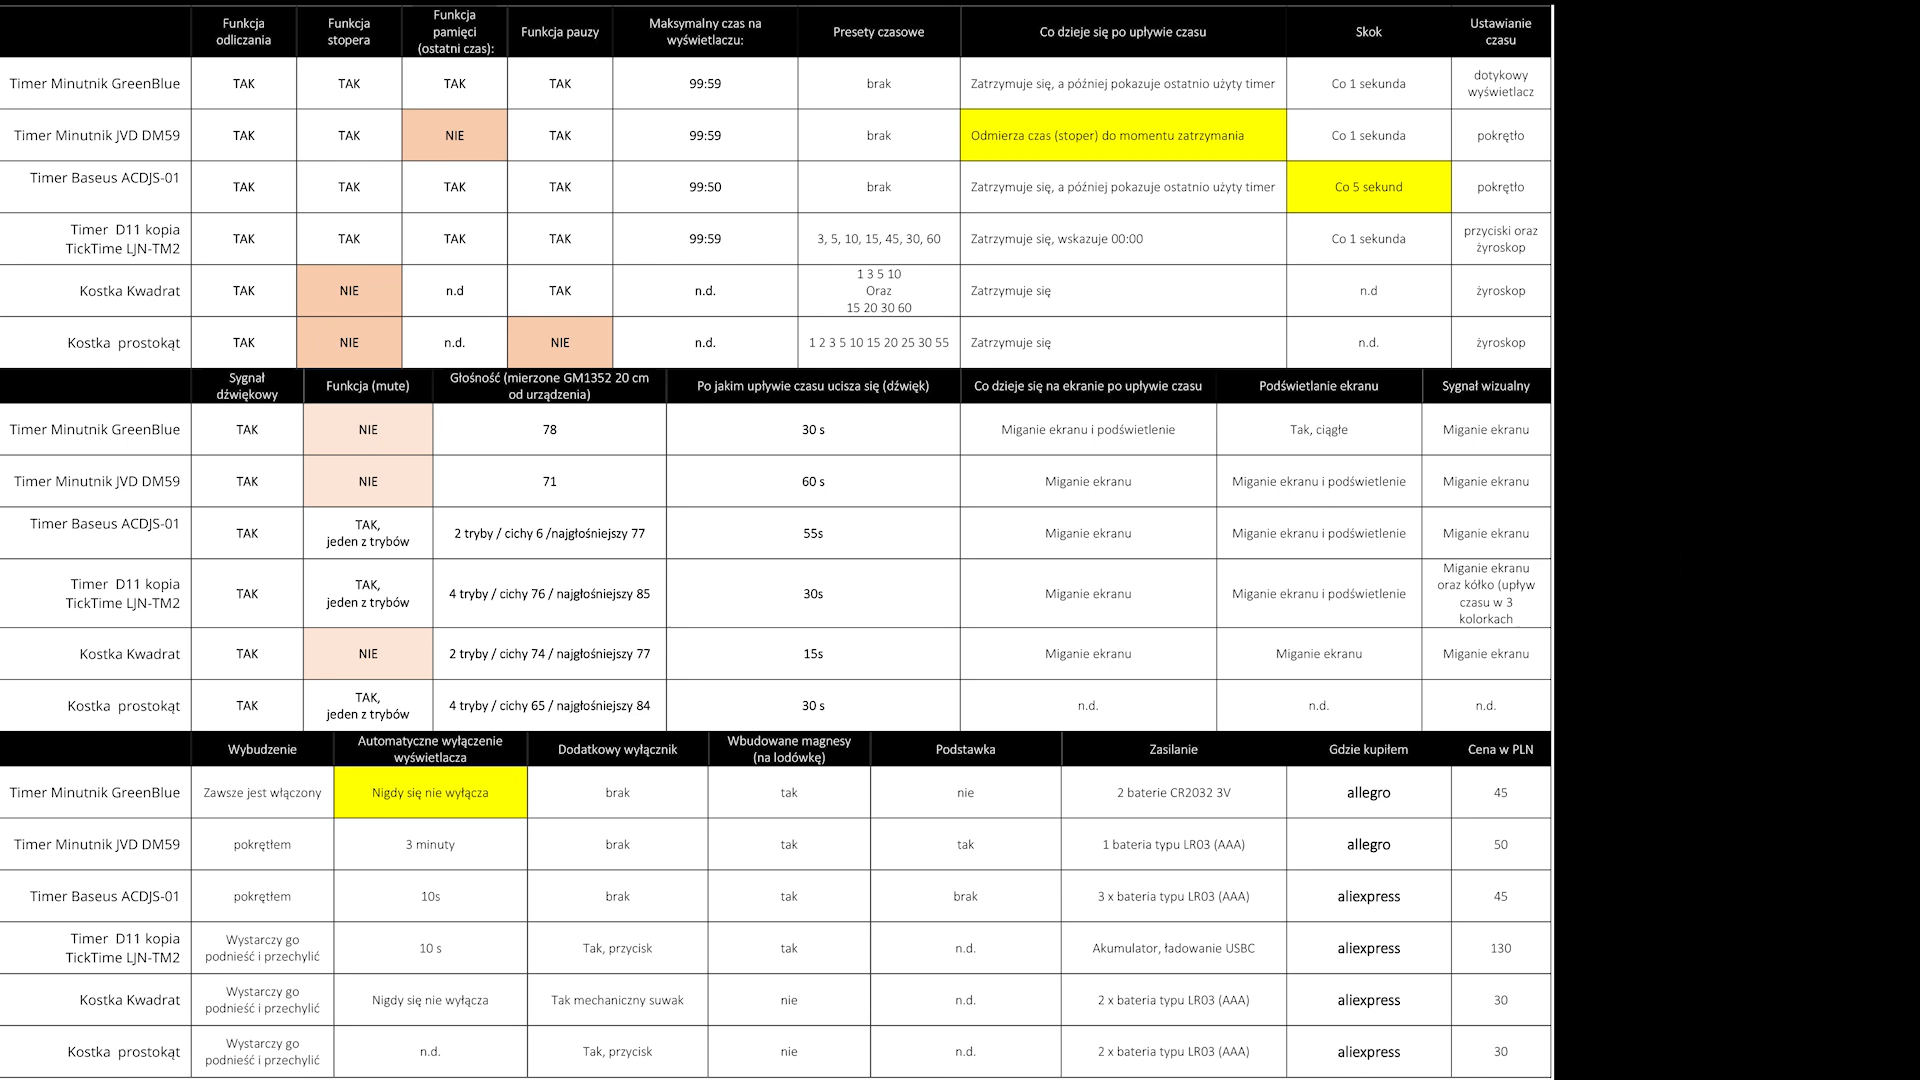 Funkcja odliczania | Funkcja stopera | Funkcja pamięci (ostatni czas): | Funkcja pauzy | Maksymalny czas na wyświetlaczu: | Presety czasowe | Co dzieje się po upływie czasu | Skok | Ustawianie czasu
Timer Minutnik GreenBlue | TAK | TAK | TAK | TAK | 99:59 | brak | Zatrzymuje się, a później pokazuje ostatnio użyty timer | Co 1 sekunda | dotykowy wyświetlacz
Timer Minutnik JVD DM59 | TAK | TAK | NIE | TAK | 99:59 | brak | Odmierza czas (stoper) do momentu zatrzymania | Co 1 sekunda | pokrętło
Timer Baseus ACDJS-01 | TAK | TAK | TAK | TAK | 99:50 | brak | Zatrzymuje się, a później pokazuje ostatnio użyty timer | Co 5 sekund | pokrętło
Timer D11 kopia TickTime LJN-TM2 | TAK | TAK | TAK | TAK | 99:59 | 3, 5, 10, 15, 45, 30, 60 | Zatrzymuje się, wskazuje 00:00 | Co 1 sekunda | przyciski oraz żyroskop
Kostka Kwadrat | TAK | NIE | n.d | TAK | n.d. | 1 3 5 10 Oraz 15 20 30 60 | Zatrzymuje się | n.d | żyroskop
Kostka prostokąt | TAK | NIE | n.d. | NIE | n.d. | 1 2 3 5 10 15 20 25 30 55 | Zatrzymuje się | n.d. | żyroskop
Sygnał dźwiękowy | Funkcja (mute) | Głośność (mierzone GM1352 20 cm od urządzenia) | Po jakim upływie czasu ucisza się (dźwięk) | Co dzieje się na ekranie po upływie czasu | Podświetlanie ekranu | Sygnał wizualny
Timer Minutnik GreenBlue | TAK | NIE | 78 | 30 s | Miganie ekranu i podświetlenie | Tak, ciągłe | Miganie ekranu
Timer Minutnik JVD DM59 | TAK | NIE | 71 | 60 s | Miganie ekranu | Miganie ekranu i podświetlenie | Miganie ekranu
Timer Baseus ACDJS-01 | TAK | TAK, jeden z trybów | 2 tryby / cichy 6 /najgłośniejszy 77 | 55s | Miganie ekranu | Miganie ekranu i podświetlenie | Miganie ekranu
Timer D11 kopia TickTime LJN-TM2 | TAK | TAK, jeden z trybów | 4 tryby / cichy 76 / najgłośniejszy 85 | 30s | Miganie ekranu | Miganie ekranu i podświetlenie | Miganie ekranu oraz kółko (upływ czasu w 3 kolorkach
Kostka Kwadrat | TAK | NIE | 2 tryby / cichy 74 / najgłośniejszy 77 | 15s | Miganie ekranu | Miganie ekranu | Miganie ekranu
Kostka prostokąt | TAK | TAK, jeden z trybów | 4 tryby / cichy 65 / najgłośniejszy 84 | 30 s | n.d. | n.d. | n.d.
Wybudzenie | Automatyczne wyłączenie wyświetlacza | Dodatkowy wyłącznik | Wbudowane magnesy (na lodówkę) | Podstawka | Zasilanie | Gdzie kupiłem | Cena w PLN
Timer Minutnik GreenBlue | Zawsze jest włączony | Nigdy się nie wyłącza | brak | tak | nie | 2 baterie CR2032 3V | allegro | 45
Timer Minutnik JVD DM59 | pokrętłem | 3 minuty | brak | tak | tak | 1 bateria typu LR03 (AAA) | allegro | 50
Timer Baseus ACDJS-01 | pokrętłem | 10s | brak | tak | brak | 3 x bateria typu LR03 (AAA) | aliexpress | 45
Timer D11 kopia TickTime LJN-TM2 | Wystarczy go podnieść i przechylić | 10 s | Tak, przycisk | tak | n.d. | Akumulator, ładowanie USBC | aliexpress | 130
Kostka Kwadrat | Wystarczy go podnieść i przechylić | Nigdy się nie wyłącza | Tak mechaniczny suwak | nie | n.d. | 2 x bateria typu LR03 (AAA) | aliexpress | 30
Kostka prostokąt | Wystarczy go podnieść i przechylić | n.d. | Tak, przycisk | nie | n.d. | 2 x bateria typu LR03 (AAA) | aliexpress | 30